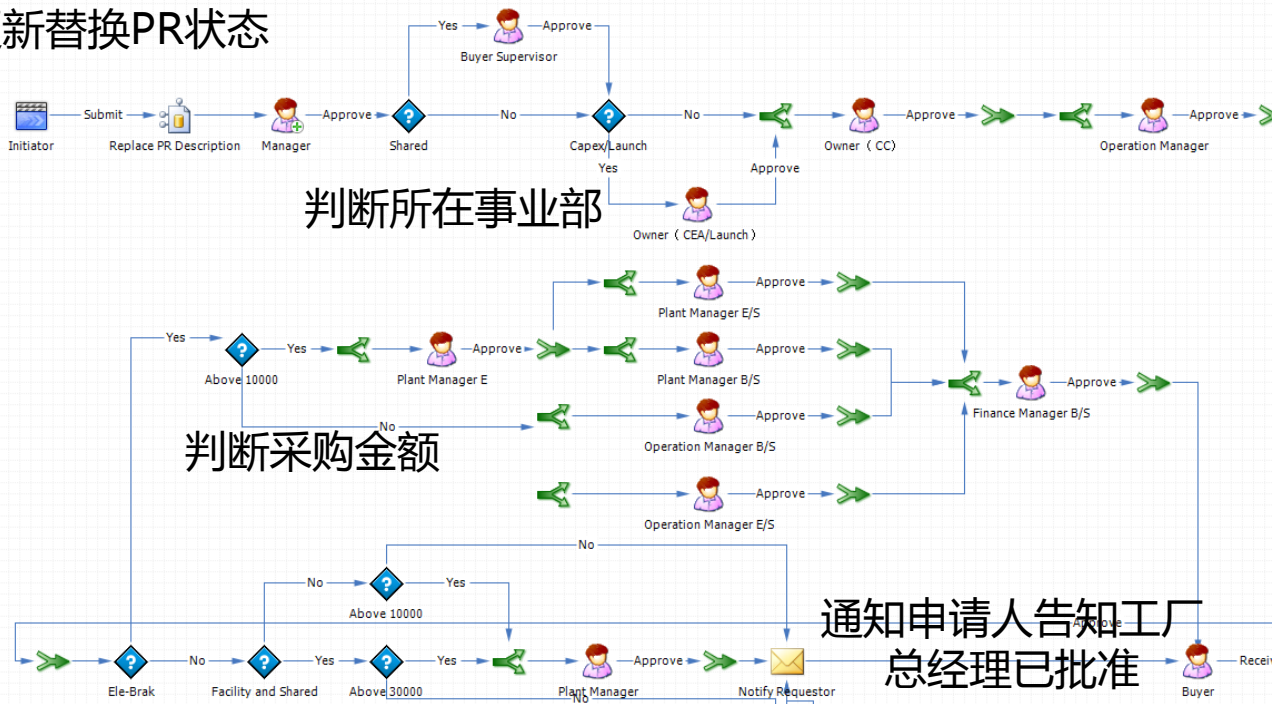 新替换PR状态
Yes
Approve
Buyer Supervisor
Submit
Approve
No
No
Approve
Approve
Initiator
Replace PR Description
Manager
Shared
Capex/Launch
Owner（CC）
Operation Manager
Yes
Approve
判断所在事业部
Owner（CEA/Launch）
Approve
Plant Manager E/S
Yes
Yes
Approve
Approve
Above 10000
Plant Manager E
Plant Manager B/S
Approve
Finance Manager B/S
No
Approve
判断采购金额
Operation Manager B/S
Approve
Operation Manager E/S
No
No
Yes
Above 10000
通知申请人告知工厂
总经理已批准
Approve
No
Yes
Yes
Approve
Ele-Brak
Facility and Shared
Above 30000
Plant Manager
Notify Requestor
Buyer
No